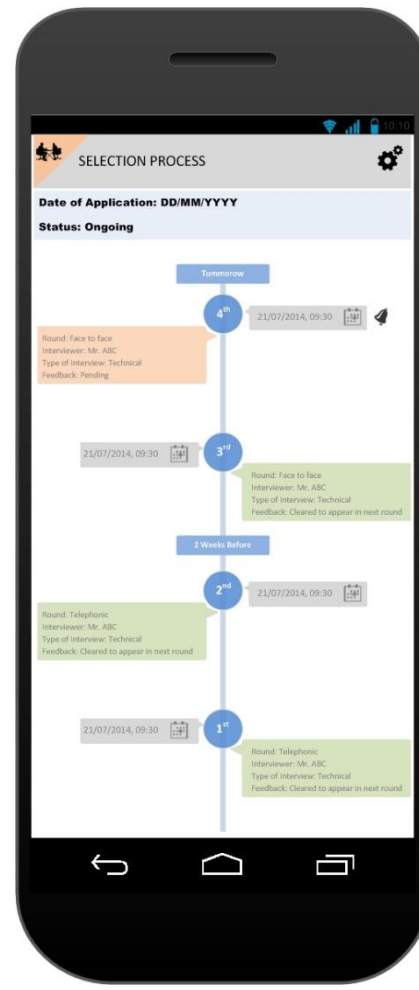 10:10
SELECTION PROCESS
Date of Application: DD/MM/YYYY
Status: Ongoing
Tommorow
4th
21/07/2014, 09:30
Round: Face to face
Interviewer: Mr. ABC
Type of Interview: Technical
Feedback: Pending
21/07/2014, 09:30
3rd
Round: Face to face
Interviewer: Mr. ABC
Type of Interview: Technical
Feedback: Cleared to appear in next round
2 Weeks Before
2nd
21/07/2014, 09:30
Round: Telephonic
Interviewer: Mr. ABC
Type of Interview: Technical
Feedback: Cleared to appear in next round
21/07/2014, 09:30
1st
Round: Telephonic
Interviewer: Mr. ABC
Type of Interview: Technical
Feedback: Cleared to appear in next round